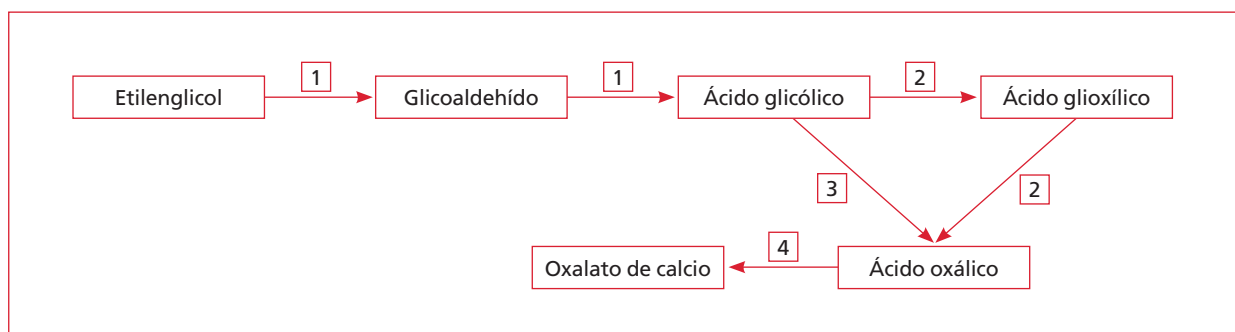 1
1
2
Etilenglicol
Glicoaldehído
Ácido glicólico
Ácido glioxílico
3
2
4
Oxalato de calcio
Ácido oxálico